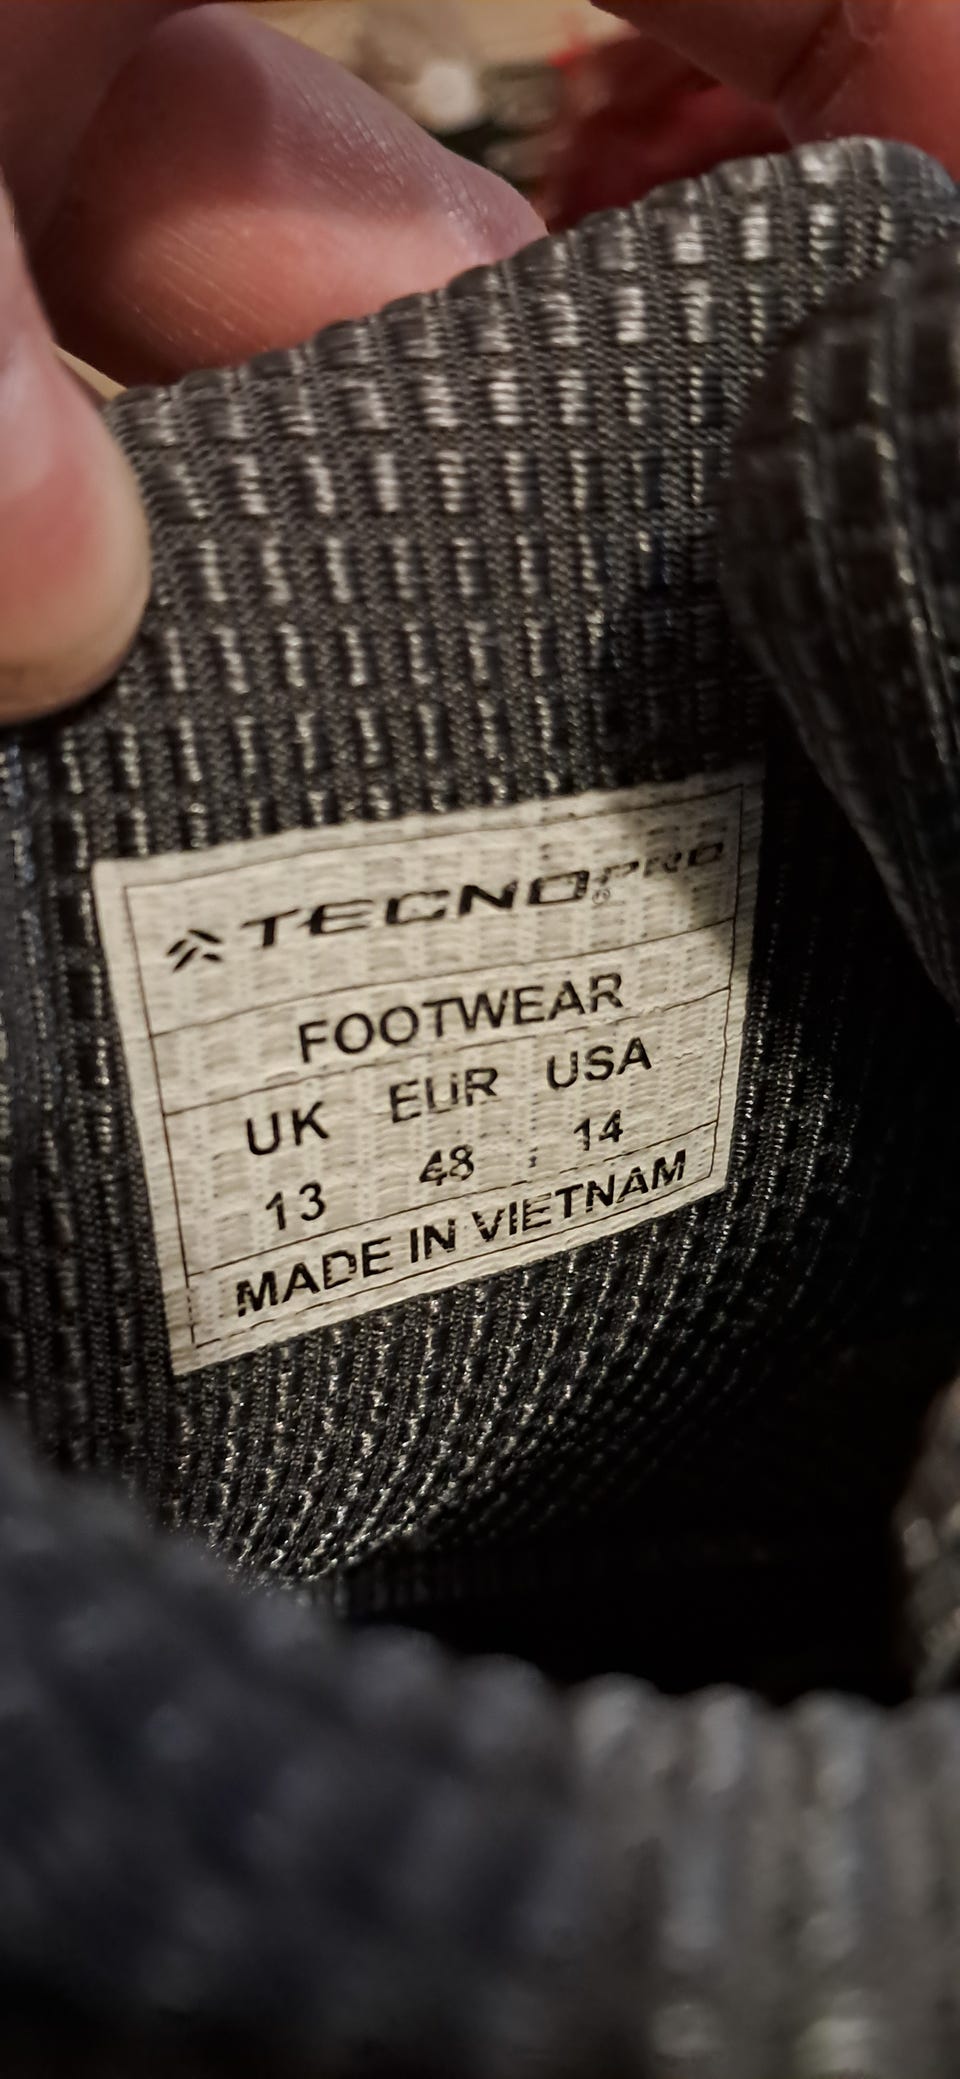 TECNOPRO®
FOOTWEAR
UK EUR USA
13 48 14
MADE IN VIETNAM